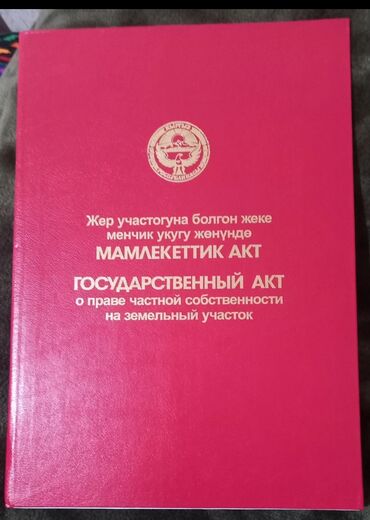 Жер участогуна болгон жеке
менчик укугу жөнүндө
МАМЛЕКЕТТИК АКТ
ГОСУДАРСТВЕННЫЙ АКТ
о праве частной собственности
на земельный участок